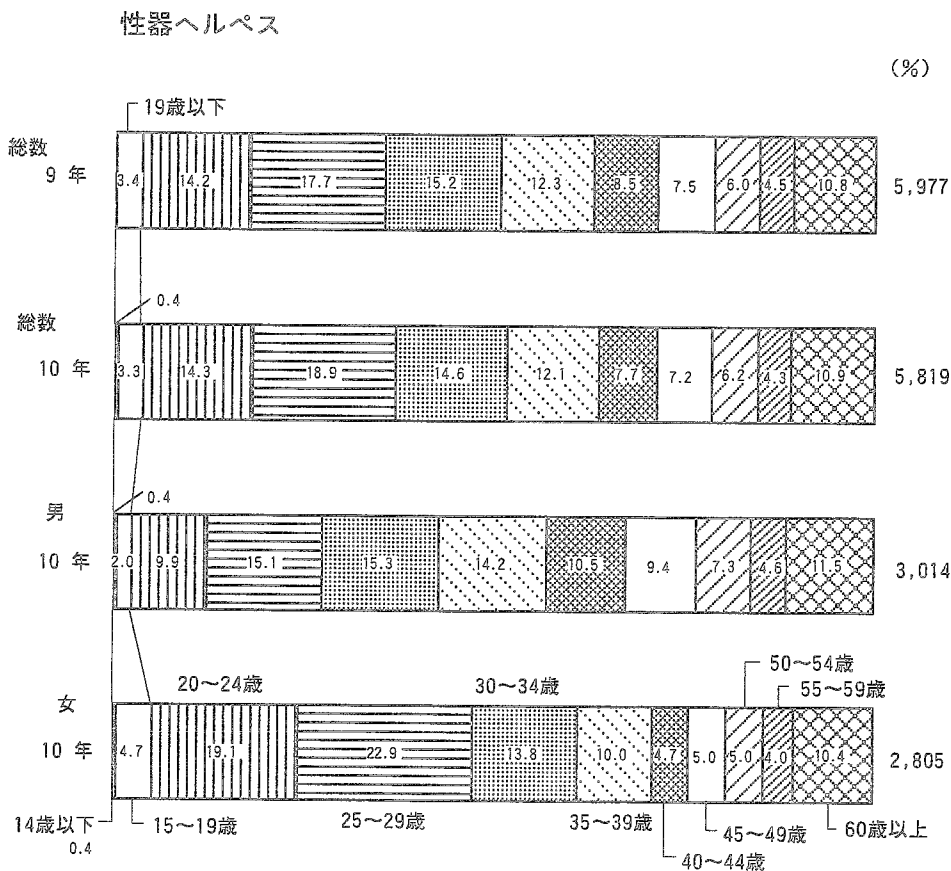 性器ヘルペス
(%)
19歳以下
総数
9 年
3.4 14.2 17.7 15.2 12.3 8.5 7.5 6.0 4.5 10.8 5,977
0.4
総数
10 年
3.3 14.3 18.9 14.6 12.1 7.7 7.2 6.2 4.3 10.9 5,819
0.4
男
10 年
2.0 9.9 15.1 15.3 14.2 10.5 9.4 7.3 4.6 11.5 3,014
50〜54歳
20〜24歳 30〜34歳 55〜59歳
女
10 年
4.7 19.1 22.9 13.8 10.0 4.7 5.0 5.0 4.0 10.4 2,805
14歳以下 15〜19歳 25〜29歳 35〜39歳 45〜49歳 60歳以上
0.4
40〜44歳